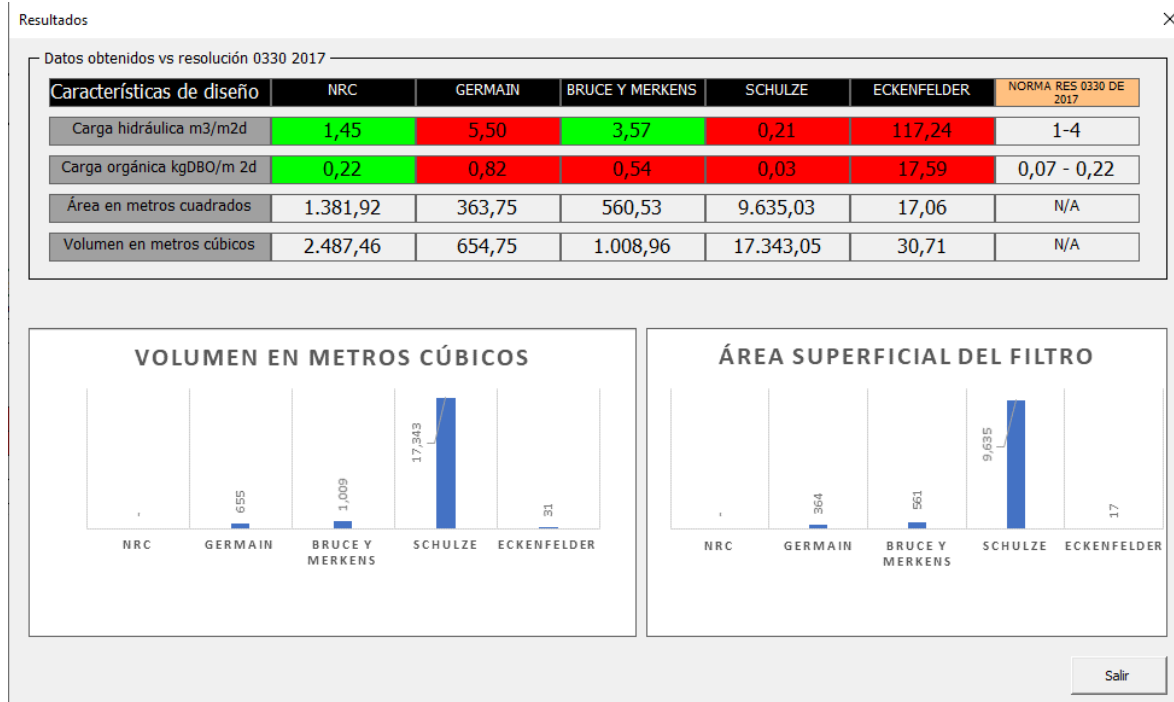 Resultados
Datos obtenidos vs resolución 0330 2017
Características de diseño NRC GERMAIN BRUCE Y MERKENS SCHULZE ECKENFELDER NORMA RES 0330 DE 2017
Carga hidráulica m3/m2d 1,45 5,50 3,57 0,21 117,24 1-4
Carga orgánica kgDBO/m 2d 0,22 0,82 0,54 0,03 17,59 0,07 - 0,22
Área en metros cuadrados 1.381,92 363,75 560,53 9.635,03 17,06 N/A
Volumen en metros cúbicos 2.487,46 654,75 1.008,96 17.343,05 30,71 N/A
VOLUMEN EN METROS CÚBICOS
- 655 1,009 17,343 31
NRC GERMAIN BRUCE Y MERKENS SCHULZE ECKENFELDER
ÁREA SUPERFICIAL DEL FILTRO
- 364 561 9,635 17
NRC GERMAIN BRUCE Y MERKENS SCHULZE ECKENFELDER
Salir